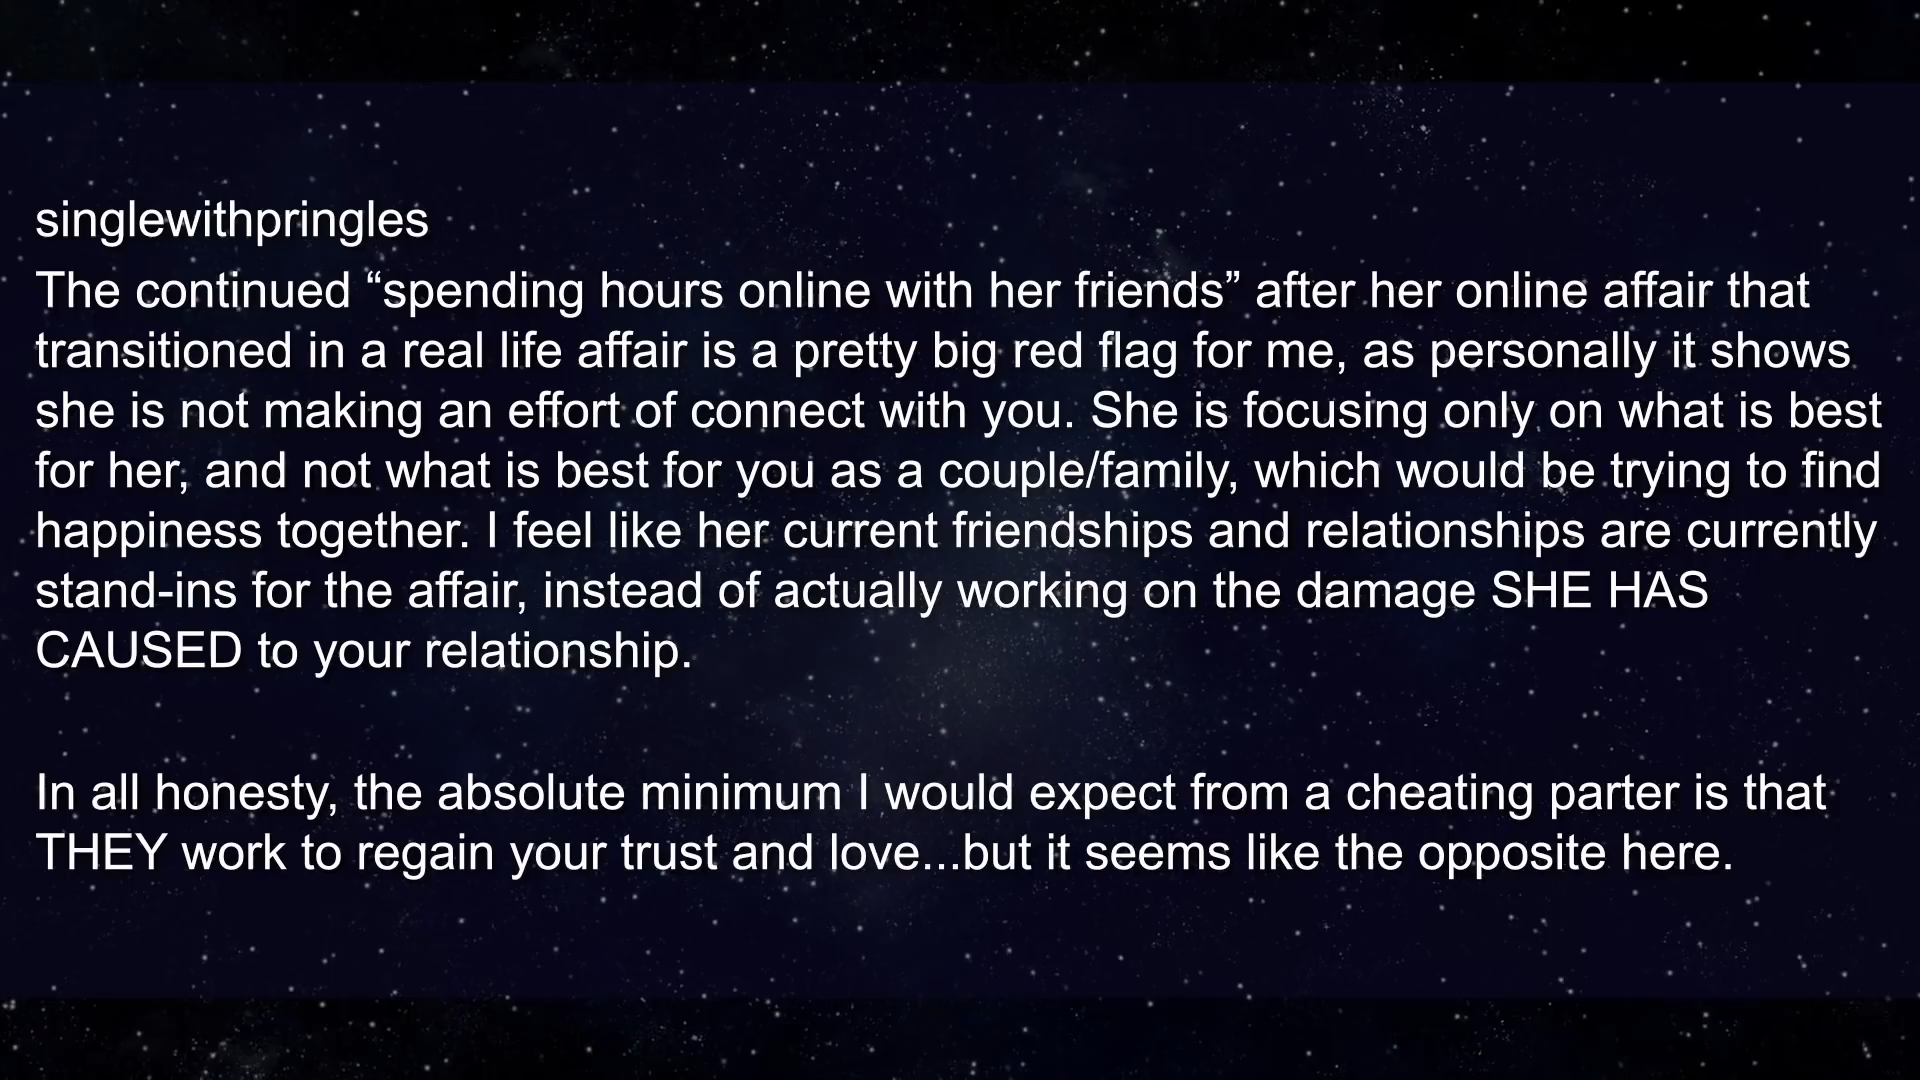 singlewithpringles
The continued “spending hours online with her friends” after her online affair that
transitioned in a real life affair is a pretty big red flag for me, as personally it shows
she is not making an effort of connect with you. She is focusing only on what is best
for her, and not what is best for you as a couple/family, which would be trying to find
happiness together. I feel like her current friendships and relationships are currently
stand-ins for the affair, instead of actually working on the damage SHE HAS
CAUSED to your relationship.
In all honesty, the absolute minimum I would expect from a cheating parter is that
THEY work to regain your trust and love...but it seems like the opposite here.